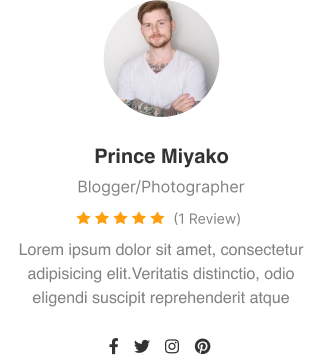 Prince Miyako
Blogger/Photographer
(1 Review)
Lorem ipsum dolor sit amet, consectetur
adipisicing elit.Veritatis distinctio, odio
eligendi suscipit reprehenderit atque